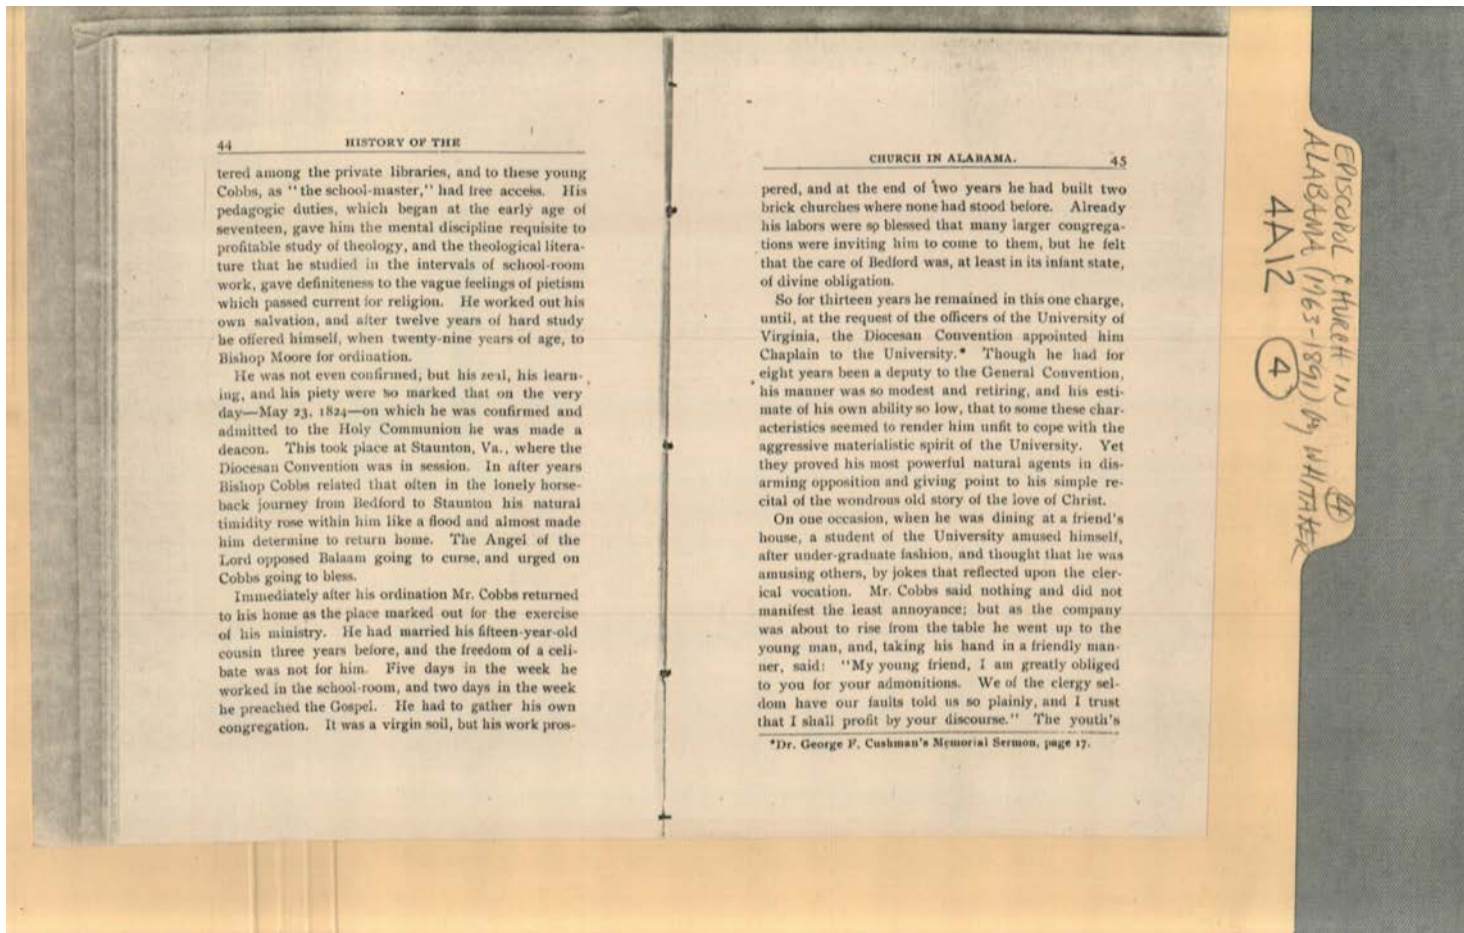 44 HISTORY OF THE
tered among the private libraries, and to these young
Cobbs, as "the school-master," had free access. His
pedagogic duties, which began at the early age of
seventeen, gave him the mental discipline requisite to
profitable study of theology, and the theological litera-
ture that he studied in the intervals of school-room
work, gave definiteness to the vague feelings of pietism
which passed current for religion. He worked out his
own salvation, and after twelve years of hard study
he offered himself, when twenty-nine years of age, to
Bishop Moore for ordination.
He was not even confirmed, but his zeal, his learn-
ing, and his piety were so marked that on the very
day—May 23, 1824—on which he was confirmed and
admitted to the Holy Communion he was made a
deacon. This took place at Staunton, Va., where the
Diocesan Convention was in session. In after years
Bishop Cobbs related that often in the lonely horse-
back journey from Bedford to Staunton his natural
timidity rose within him like a flood and almost made
him determine to return home. The Angel of the
Lord opposed Balaam going to curse, and urged on
Cobbs going to bless.
Immediately after his ordination Mr. Cobbs returned
to his home as the place marked out for the exercise
of his ministry. He had married his fifteen-year-old
cousin three years before, and the freedom of a celi-
bate was not for him. Five days in the week he
worked in the school-room, and two days in the week
he preached the Gospel. He had to gather his own
congregation. It was a virgin soil, but his work pros-
CHURCH IN ALABAMA. 45
pered, and at the end of two years he had built two
brick churches where none had stood before. Already
his labors were so blessed that many larger congrega-
tions were inviting him to come to them, but he felt
that the care of Bedford was, at least in its infant state,
of divine obligation.
So for thirteen years he remained in this one charge,
until, at the request of the officers of the University of
Virginia, the Diocesan Convention appointed him
Chaplain to the University.* Though he had for
eight years been a deputy to the General Convention,
his manner was so modest and retiring, and his esti-
mate of his own ability so low, that to some these char-
acteristics seemed to render him unfit to cope with the
aggressive materialistic spirit of the University. Yet
they proved his most powerful natural agents in dis-
arming opposition and giving point to his simple re-
cital of the wondrous old story of the love of Christ.
On one occasion, when he was dining at a friend's
house, a student of the University amused himself,
after under-graduate fashion, and thought that he was
amusing others, by jokes that reflected upon the cler-
ical vocation. Mr. Cobbs said nothing and did not
manifest the least annoyance; but as the company
was about to rise from the table he went up to the
young man, and, taking his hand in a friendly man-
ner, said: "My young friend, I am greatly obliged
to you for your admonitions. We of the clergy sel-
dom have our faults told us so plainly, and I trust
that I shall profit by your discourse." The youth's
*Dr. George F. Cushman's Memorial Sermon, page 17.
EPISCOPOL CHURCH IN
ALABAMA (1763-1891) by WHITAKER
4A12 4